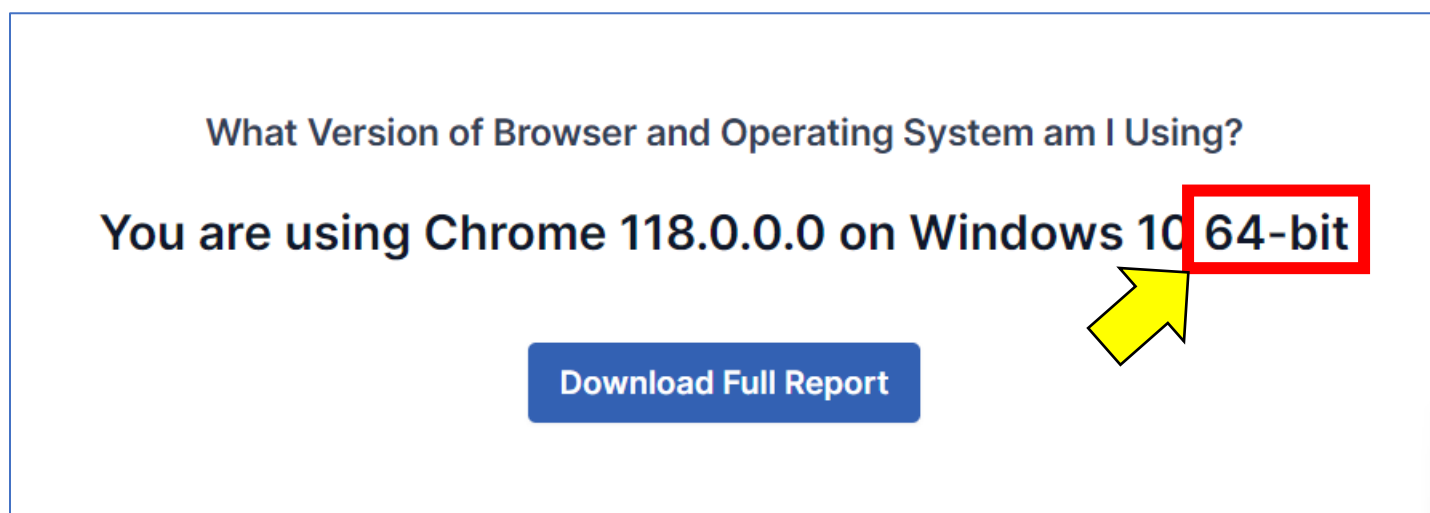 What Version of Browser and Operating System am I Using?
You are using Chrome 118.0.0.0 on Windows 10 64-bit
Download Full Report